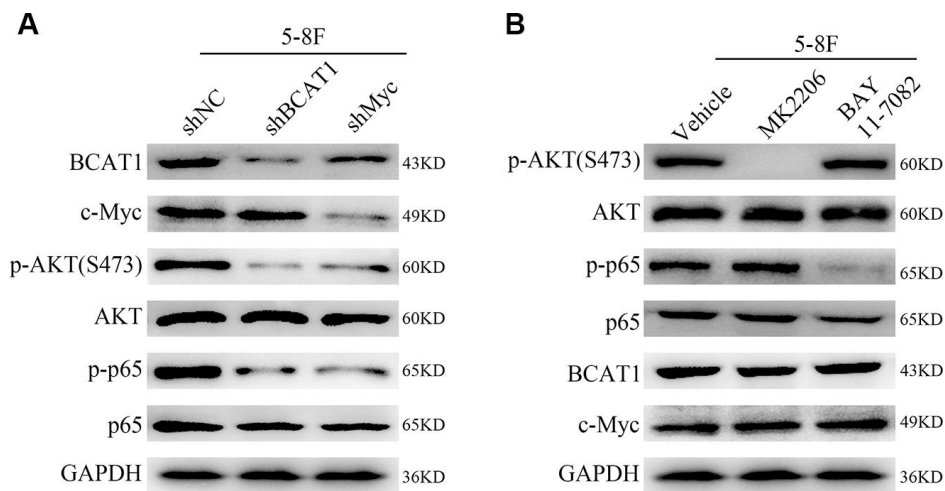 A
5-8F
shNC
shBCAT1
shMyc
BCAT1
43KD
c-Myc
49KD
p-AKT(S473)
60KD
AKT
60KD
p-p65
65KD
p65
65KD
GAPDH
36KD
B
5-8F
Vehicle
MK2206
BAY
11-7082
p-AKT(S473)
60KD
AKT
60KD
p-p65
65KD
p65
65KD
BCAT1
43KD
c-Myc
49KD
GAPDH
36KD